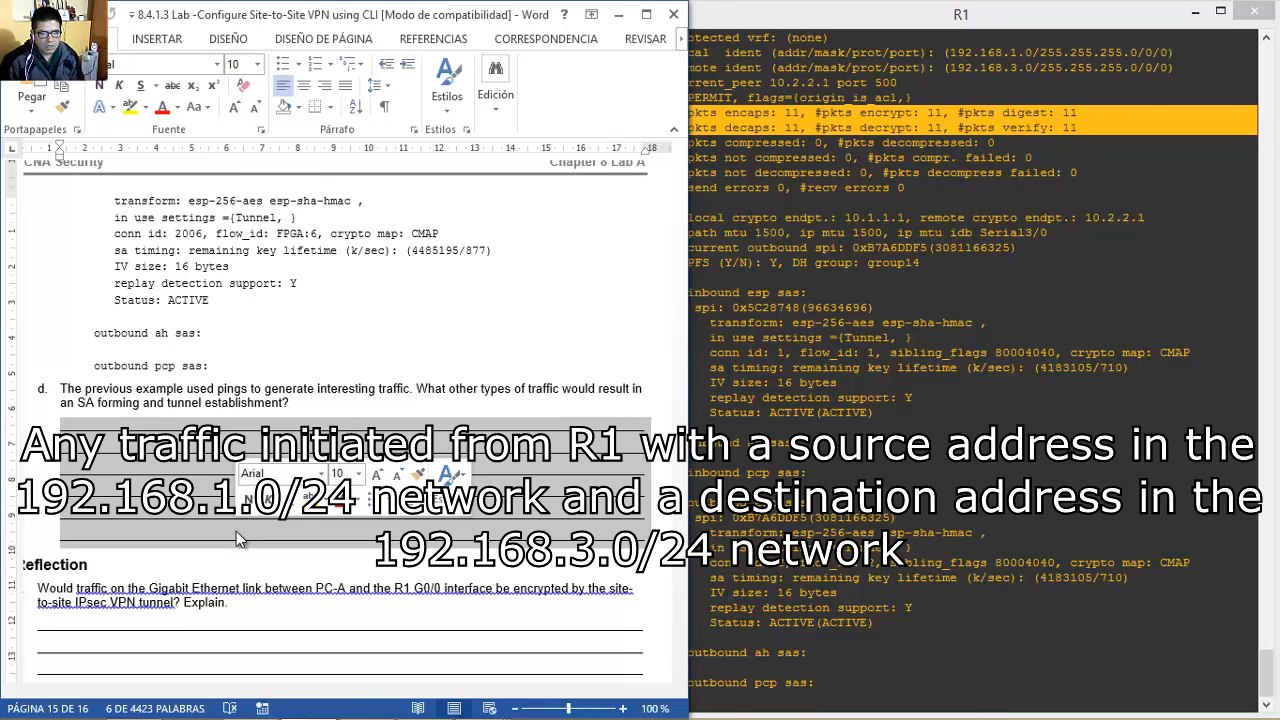 8.4.1.3 Lab -Configure Site-to-Site VPN using CLI [Modo de compatibilidad] - Word
INSERTAR DISEÑO DISEÑO DE PÁGINA REFERENCIAS CORRESPONDENCIA REVISAR
10
Pegar
Estilos
Edición
Portapapeles
Fuente
Párrafo
Estilos
CNA Security Chapter 8 Lab A
transform: esp-256-aes esp-sha-hmac ,
in use settings ={Tunnel, }
conn id: 2006, flow_id: FPGA:6, crypto map: CMAP
sa timing: remaining key lifetime (k/sec): (4485195/877)
IV size: 16 bytes
replay detection support: Y
Status: ACTIVE
outbound ah sas:
outbound pcp sas:
d. The previous example used pings to generate interesting traffic. What other types of traffic would result in
an SA forming and tunnel establishment?
Arial 10
Any traffic initiated from R1 with a source address in the
192.168.1.0/24 network and a destination address in the
192.168.3.0/24 network
eflection
Would traffic on the Gigabit Ethernet link between PC-A and the R1 G0/0 interface be encrypted by the site-
to-site IPsec VPN tunnel? Explain.
PÁGINA 15 DE 16 6 DE 4423 PALABRAS 100 %
R1
otected vrf: (none)
cal ident (addr/mask/prot/port): (192.168.1.0/255.255.255.0/0/0)
mote ident (addr/mask/prot/port): (192.168.3.0/255.255.255.0/0/0)
rrent_peer 10.2.2.1 port 500
PERMIT, flags={origin_is_acl,}
pkts encaps: 11, #pkts encrypt: 11, #pkts digest: 11
pkts decaps: 11, #pkts decrypt: 11, #pkts verify: 11
pkts compressed: 0, #pkts decompressed: 0
pkts not compressed: 0, #pkts compr. failed: 0
pkts not decompressed: 0, #pkts decompress failed: 0
send errors 0, #recv errors 0
local crypto endpt.: 10.1.1.1, remote crypto endpt.: 10.2.2.1
path mtu 1500, ip mtu 1500, ip mtu idb Serial3/0
current outbound spi: 0xB7A6DDF5(3081166325)
PFS (Y/N): Y, DH group: group14
inbound esp sas:
spi: 0x5C28748(96634696)
transform: esp-256-aes esp-sha-hmac ,
in use settings ={Tunnel, }
conn id: 1, flow_id: 1, sibling_flags 80004040, crypto map: CMAP
sa timing: remaining key lifetime (k/sec): (4183105/710)
IV size: 16 bytes
replay detection support: Y
Status: ACTIVE(ACTIVE)
inbound pcp sas:
spi: 0xB7A6DDF5(3081166325)
sa timing: remaining key lifetime (k/sec): (4183105/710)
IV size: 16 bytes
replay detection support: Y
Status: ACTIVE(ACTIVE)
outbound ah sas:
outbound pcp sas: